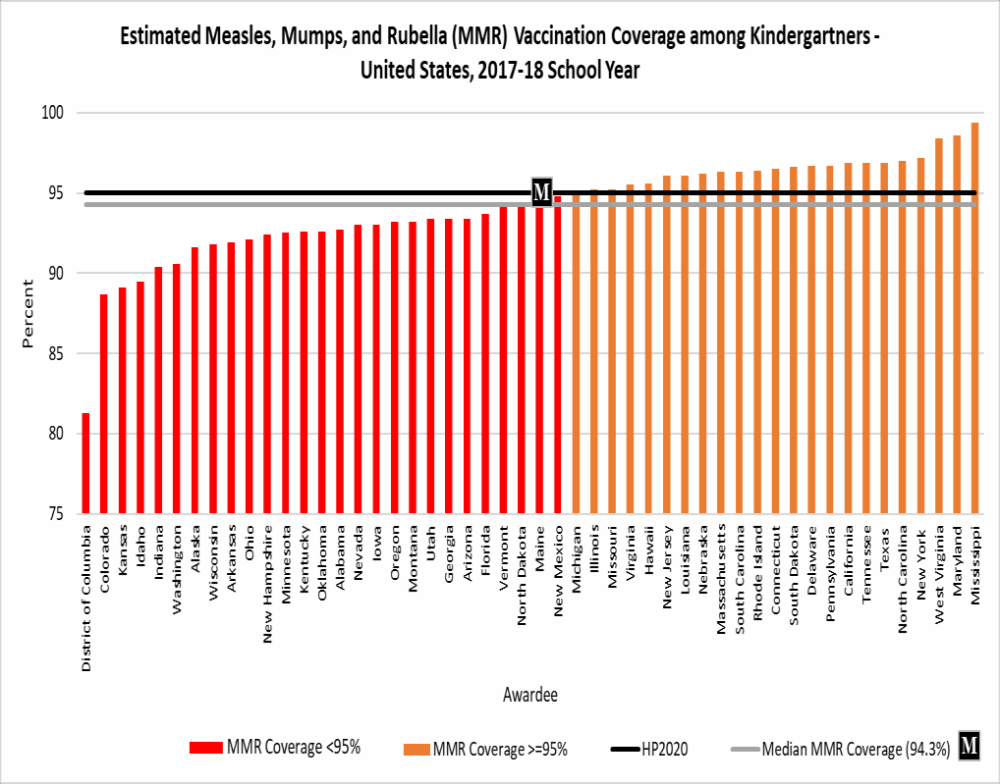 Estimated Measles, Mumps, and Rubella (MMR) Vaccination Coverage among Kindergartners -
United States, 2017-18 School Year
100
95
90
85
80
75
Percent
M
District of Columbia
Colorado
Kansas
Idaho
Indiana
Washington
Alaska
Wisconsin
Arkansas
Ohio
New Hampshire
Minnesota
Kentucky
Oklahoma
Alabama
Nevada
Iowa
Oregon
Montana
Utah
Georgia
Arizona
Florida
Vermont
North Dakota
Maine
New Mexico
Michigan
Illinois
Missouri
Virginia
Hawaii
New Jersey
Louisiana
Nebraska
Massachusetts
South Carolina
Rhode Island
Connecticut
South Dakota
Delaware
Pennsylvania
California
Tennessee
Texas
North Carolina
New York
West Virginia
Maryland
Mississippi
Awardee
MMR Coverage <95%
MMR Coverage >=95%
HP2020
Median MMR Coverage (94.3%)
M